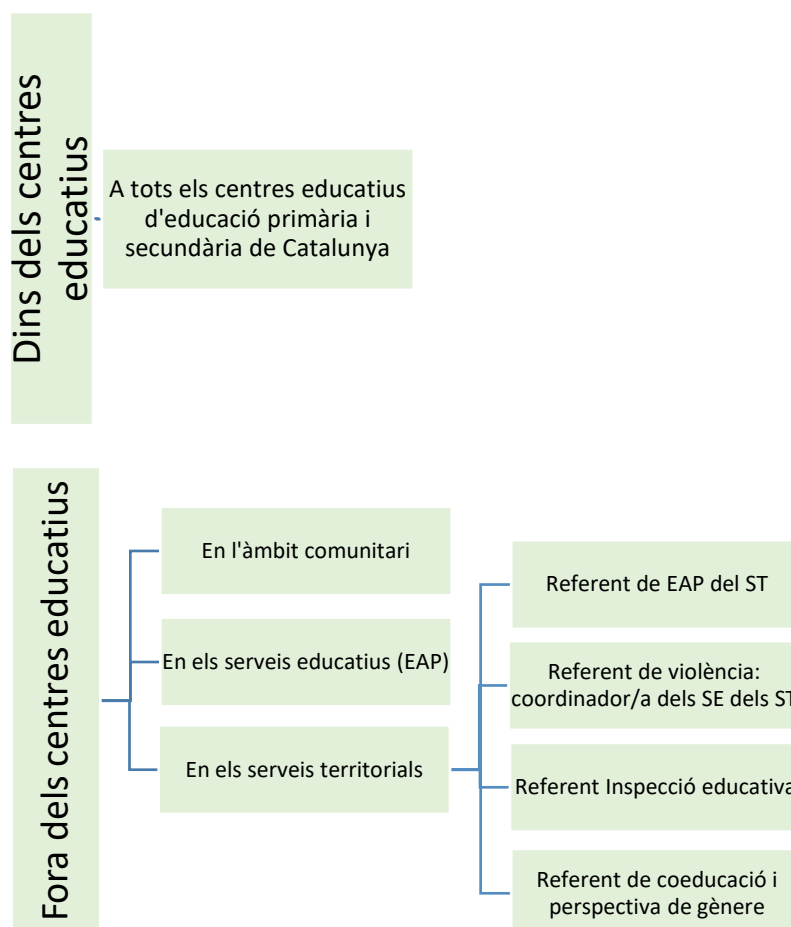 Dins dels centres
educatius
A tots els centres educatius
d'educació primària i
secundària de Catalunya
Fora dels centres educatius
En l'àmbit comunitari
En els serveis educatius (EAP)
En els serveis territorials
Referent de EAP del ST
Referent de violència:
coordinador/a dels SE dels ST
Referent Inspecció educativa
Referent de coeducació i
perspectiva de gènere